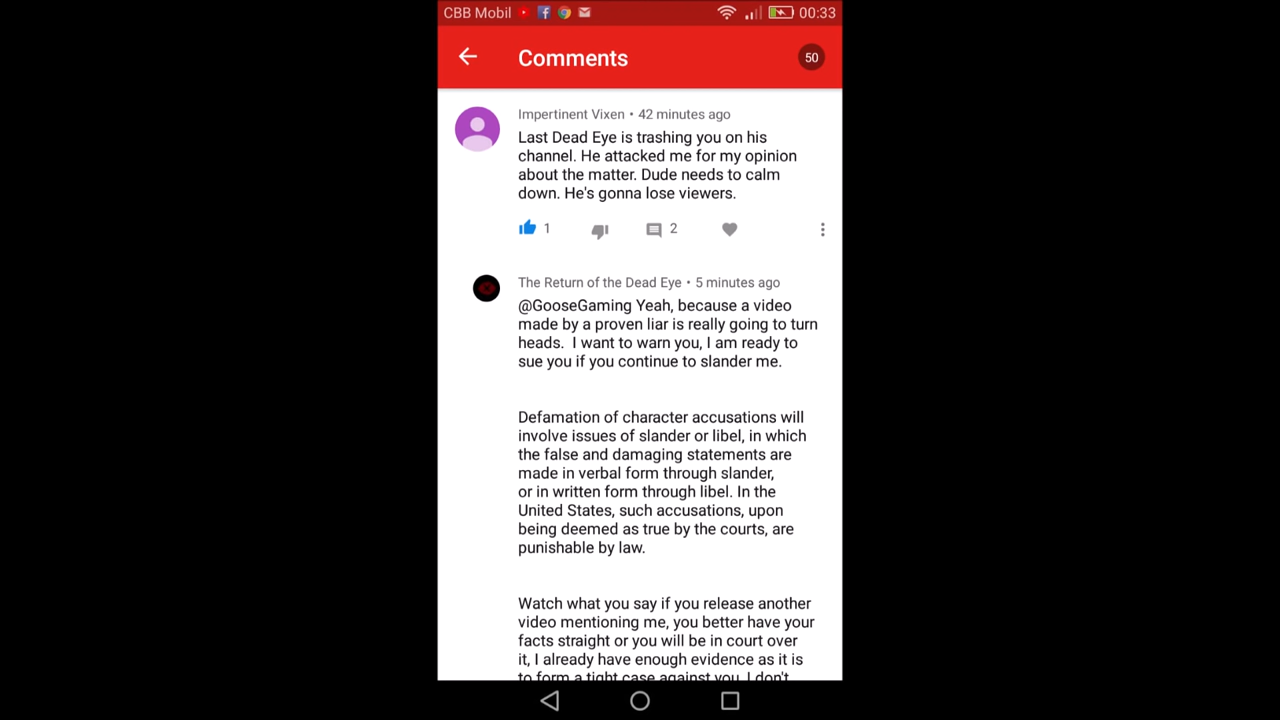 CBB Mobil 00:33
Comments 50
Impertinent Vixen • 42 minutes ago
Last Dead Eye is trashing you on his
channel. He attacked me for my opinion
about the matter. Dude needs to calm
down. He's gonna lose viewers.
1 2
The Return of the Dead Eye • 5 minutes ago
@GooseGaming Yeah, because a video
made by a proven liar is really going to turn
heads.  I want to warn you, I am ready to
sue you if you continue to slander me.
Defamation of character accusations will
involve issues of slander or libel, in which
the false and damaging statements are
made in verbal form through slander,
or in written form through libel. In the
United States, such accusations, upon
being deemed as true by the courts, are
punishable by law.
Watch what you say if you release another
video mentioning me, you better have your
facts straight or you will be in court over
it, I already have enough evidence as it is
to form a tight case against you, I don't